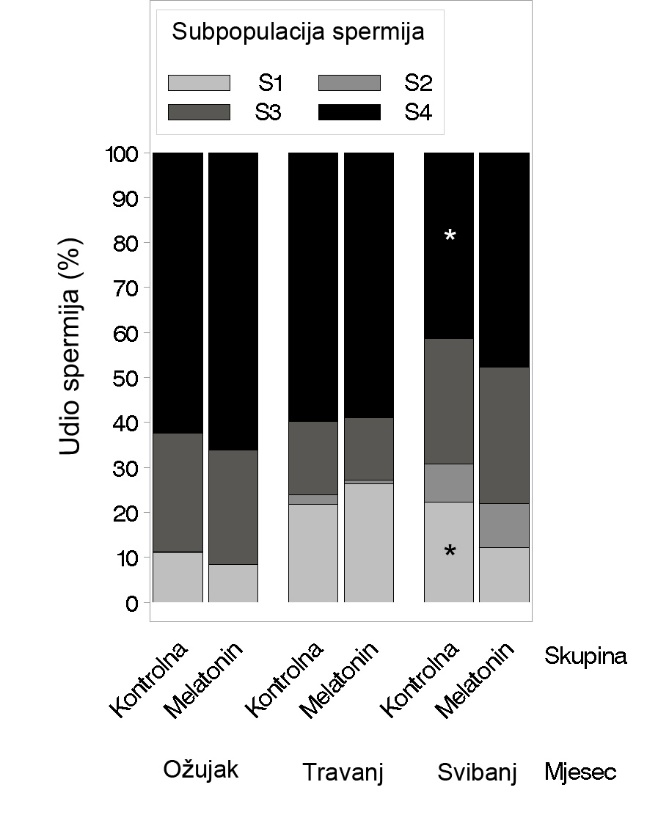 Subpopulacija spermija
S1 S2
S3 S4
Udio spermija (%)
100
90
80
70
60
50
40
30
20
10
0
*
*
Kontrolna Melatonin Kontrolna Melatonin Kontrolna Melatonin Skupina
Ožujak Travanj Svibanj Mjesec